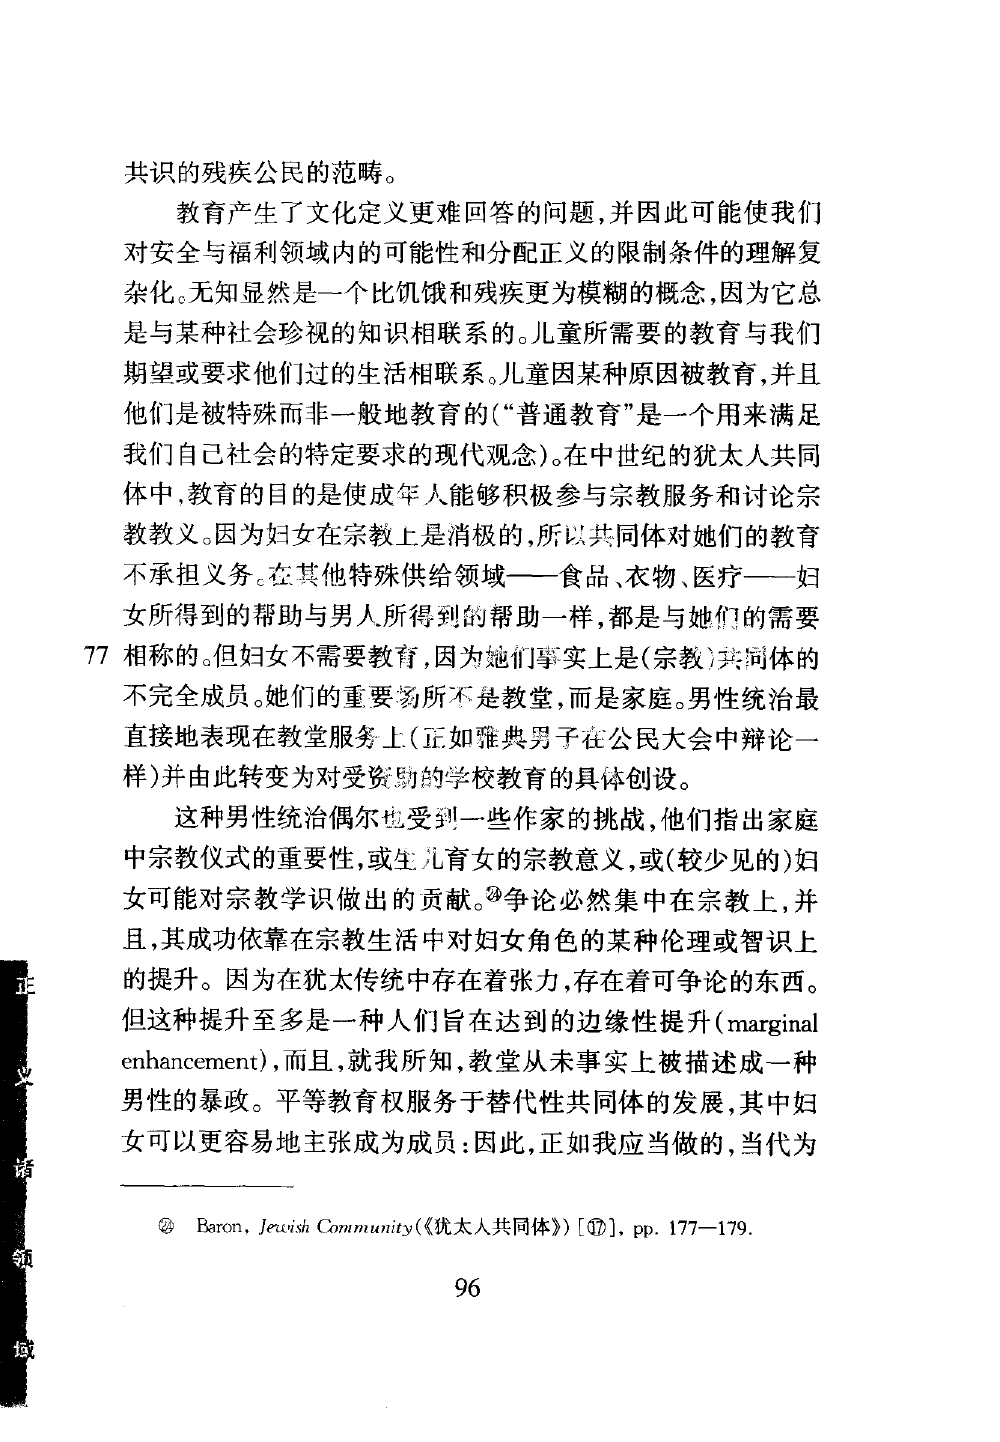 共识的残疾公民的范畴。
教育产生了文化定义更难回答的问题,并因此可能使我们
对安全与福利领域内的可能性和分配正义的限制条件的理解复
杂化。无知显然是一个比饥饿和残疾更为模糊的概念,因为它总
是与某种社会珍视的知识相联系的。儿童所需要的教育与我们
期望或要求他们过的生活相联系。儿童因某种原因被教育,并且
他们是被特殊而非一般地教育的(“普通教育”是一个用来满足
我们自己社会的特定要求的现代观念)。在中世纪的犹太人共同
体中,教育的目的是使成年人能够积极参与宗教服务和讨论宗
教教义。因为妇女在宗教上是消极的,所以共同体对她们的教育
不承担义务。在其他特殊供给领域——食品、衣物、医疗——妇
女所得到的帮助与男人所得到的帮助一样,都是与她们的需要
77 相称的。但妇女不需要教育,因为她们事实上是(宗教)共同体的
不完全成员。她们的重要场所不是教堂,而是家庭。男性统治最
直接地表现在教堂服务上(正如雅典男子在公民大会中辩论一
样)并由此转变为对受资助的学校教育的具体创设。
这种男性统治偶尔也受到一些作家的挑战,他们指出家庭
中宗教仪式的重要性,或生儿育女的宗教意义,或(较少见的)妇
女可能对宗教学识做出的贡献。㉔争论必然集中在宗教上,并
且,其成功依靠在宗教生活中对妇女角色的某种伦理或智识上
的提升。因为在犹太传统中存在着张力,存在着可争论的东西。
但这种提升至多是一种人们旨在达到的边缘性提升(marginal
enhancement),而且,就我所知,教堂从未事实上被描述成一种
男性的暴政。平等教育权服务于替代性共同体的发展,其中妇
女可以更容易地主张成为成员:因此,正如我应当做的,当代为
㉔ Baron, Jewish Community(《犹太人共同体》)[⑰], pp. 177—179.
96
正
义
诸
领
域